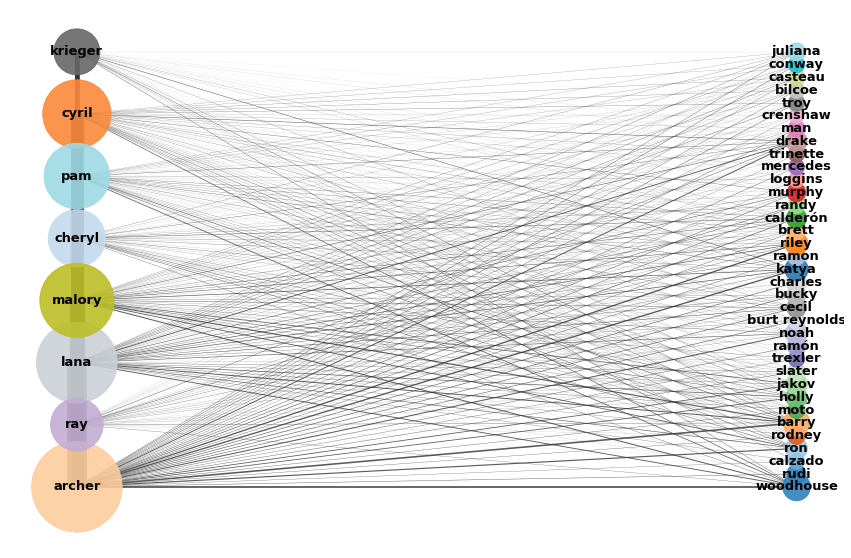 krieger
cyril
pam
cheryl
malory
lana
ray
archer
juliana
conway
casteau
bilcoe
troy
crenshaw
man
drake
trinette
mercedes
loggins
murphy
randy
calderón
brett
riley
ramon
katya
charles
bucky
cecil
burt reynolds
noah
ramón
trexler
slater
jakov
holly
moto
barry
rodney
ron
calzado
rudi
woodhouse